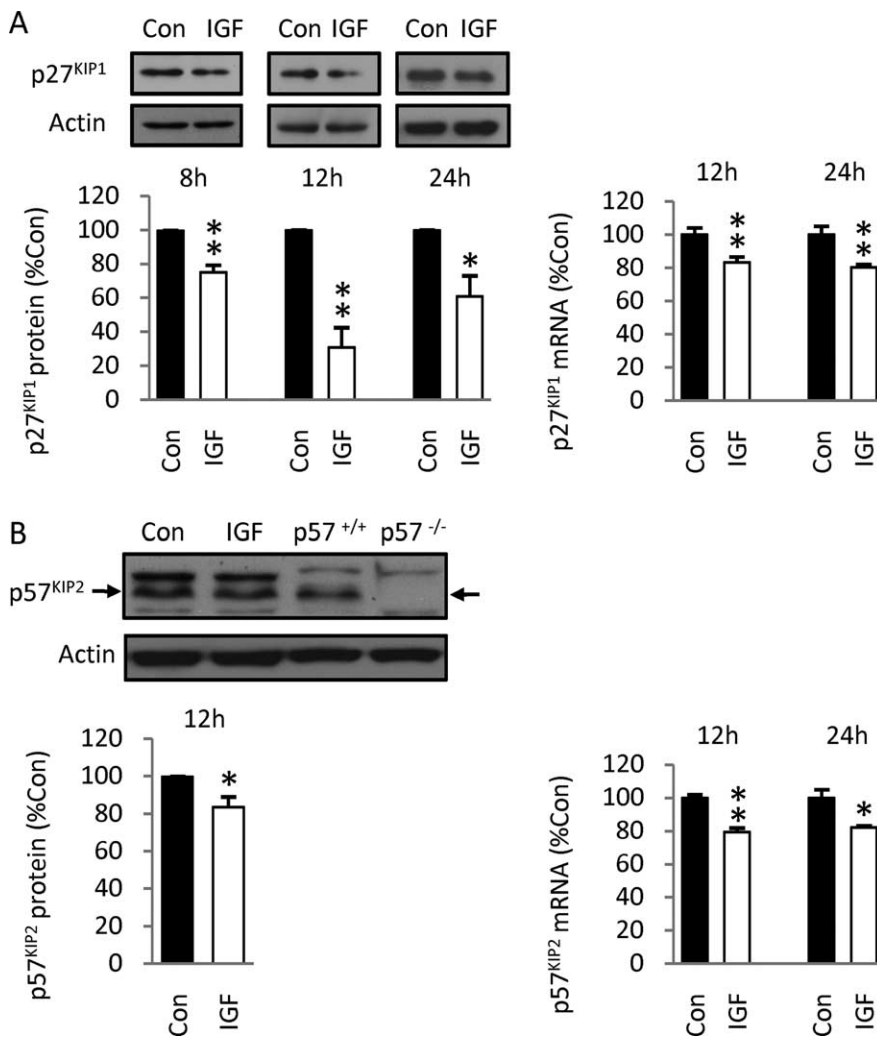 A
Con IGF Con IGF Con IGF
p27KIP1
Actin
8h 12h 24h
p27KIP1 protein (%Con)
120
100
80
60
40
20
0
** ** *
Con IGF Con IGF Con IGF
12h 24h
p27KIP1 mRNA (%Con)
120
100
80
60
40
20
0
** **
Con IGF Con IGF
B
Con IGF p57 +/+ p57 -/-
p57KIP2
Actin
12h
p57KIP2 protein (%Con)
120
100
80
60
40
20
0
*
Con IGF
12h 24h
p57KIP2 mRNA (%Con)
120
100
80
60
40
20
0
** *
Con IGF Con IGF